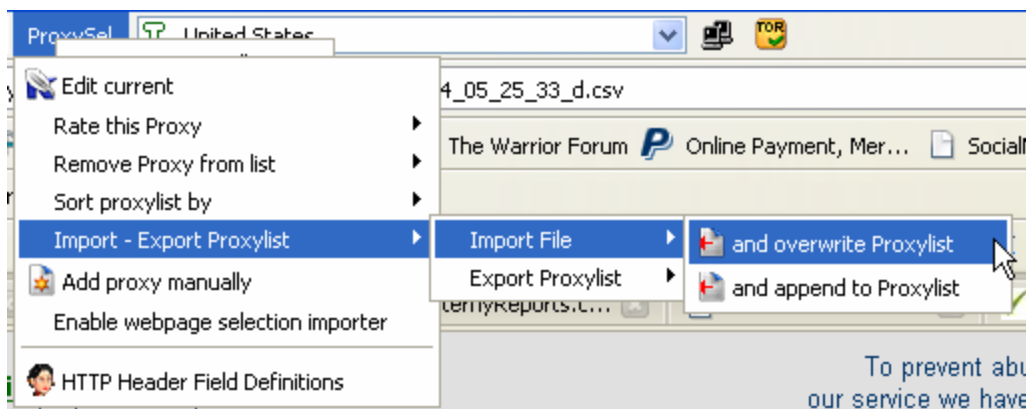 ProxySel United States TOR
Edit current 4_05_25_33_d.csv
Rate this Proxy The Warrior Forum Online Payment, Mer... Social
Remove Proxy from list
Sort proxylist by
Import - Export Proxylist Import File and overwrite Proxylist
Add proxy manually Export Proxylist and append to Proxylist
Enable webpage selection importer
HTTP Header Field Definitions To prevent abu
our service we have